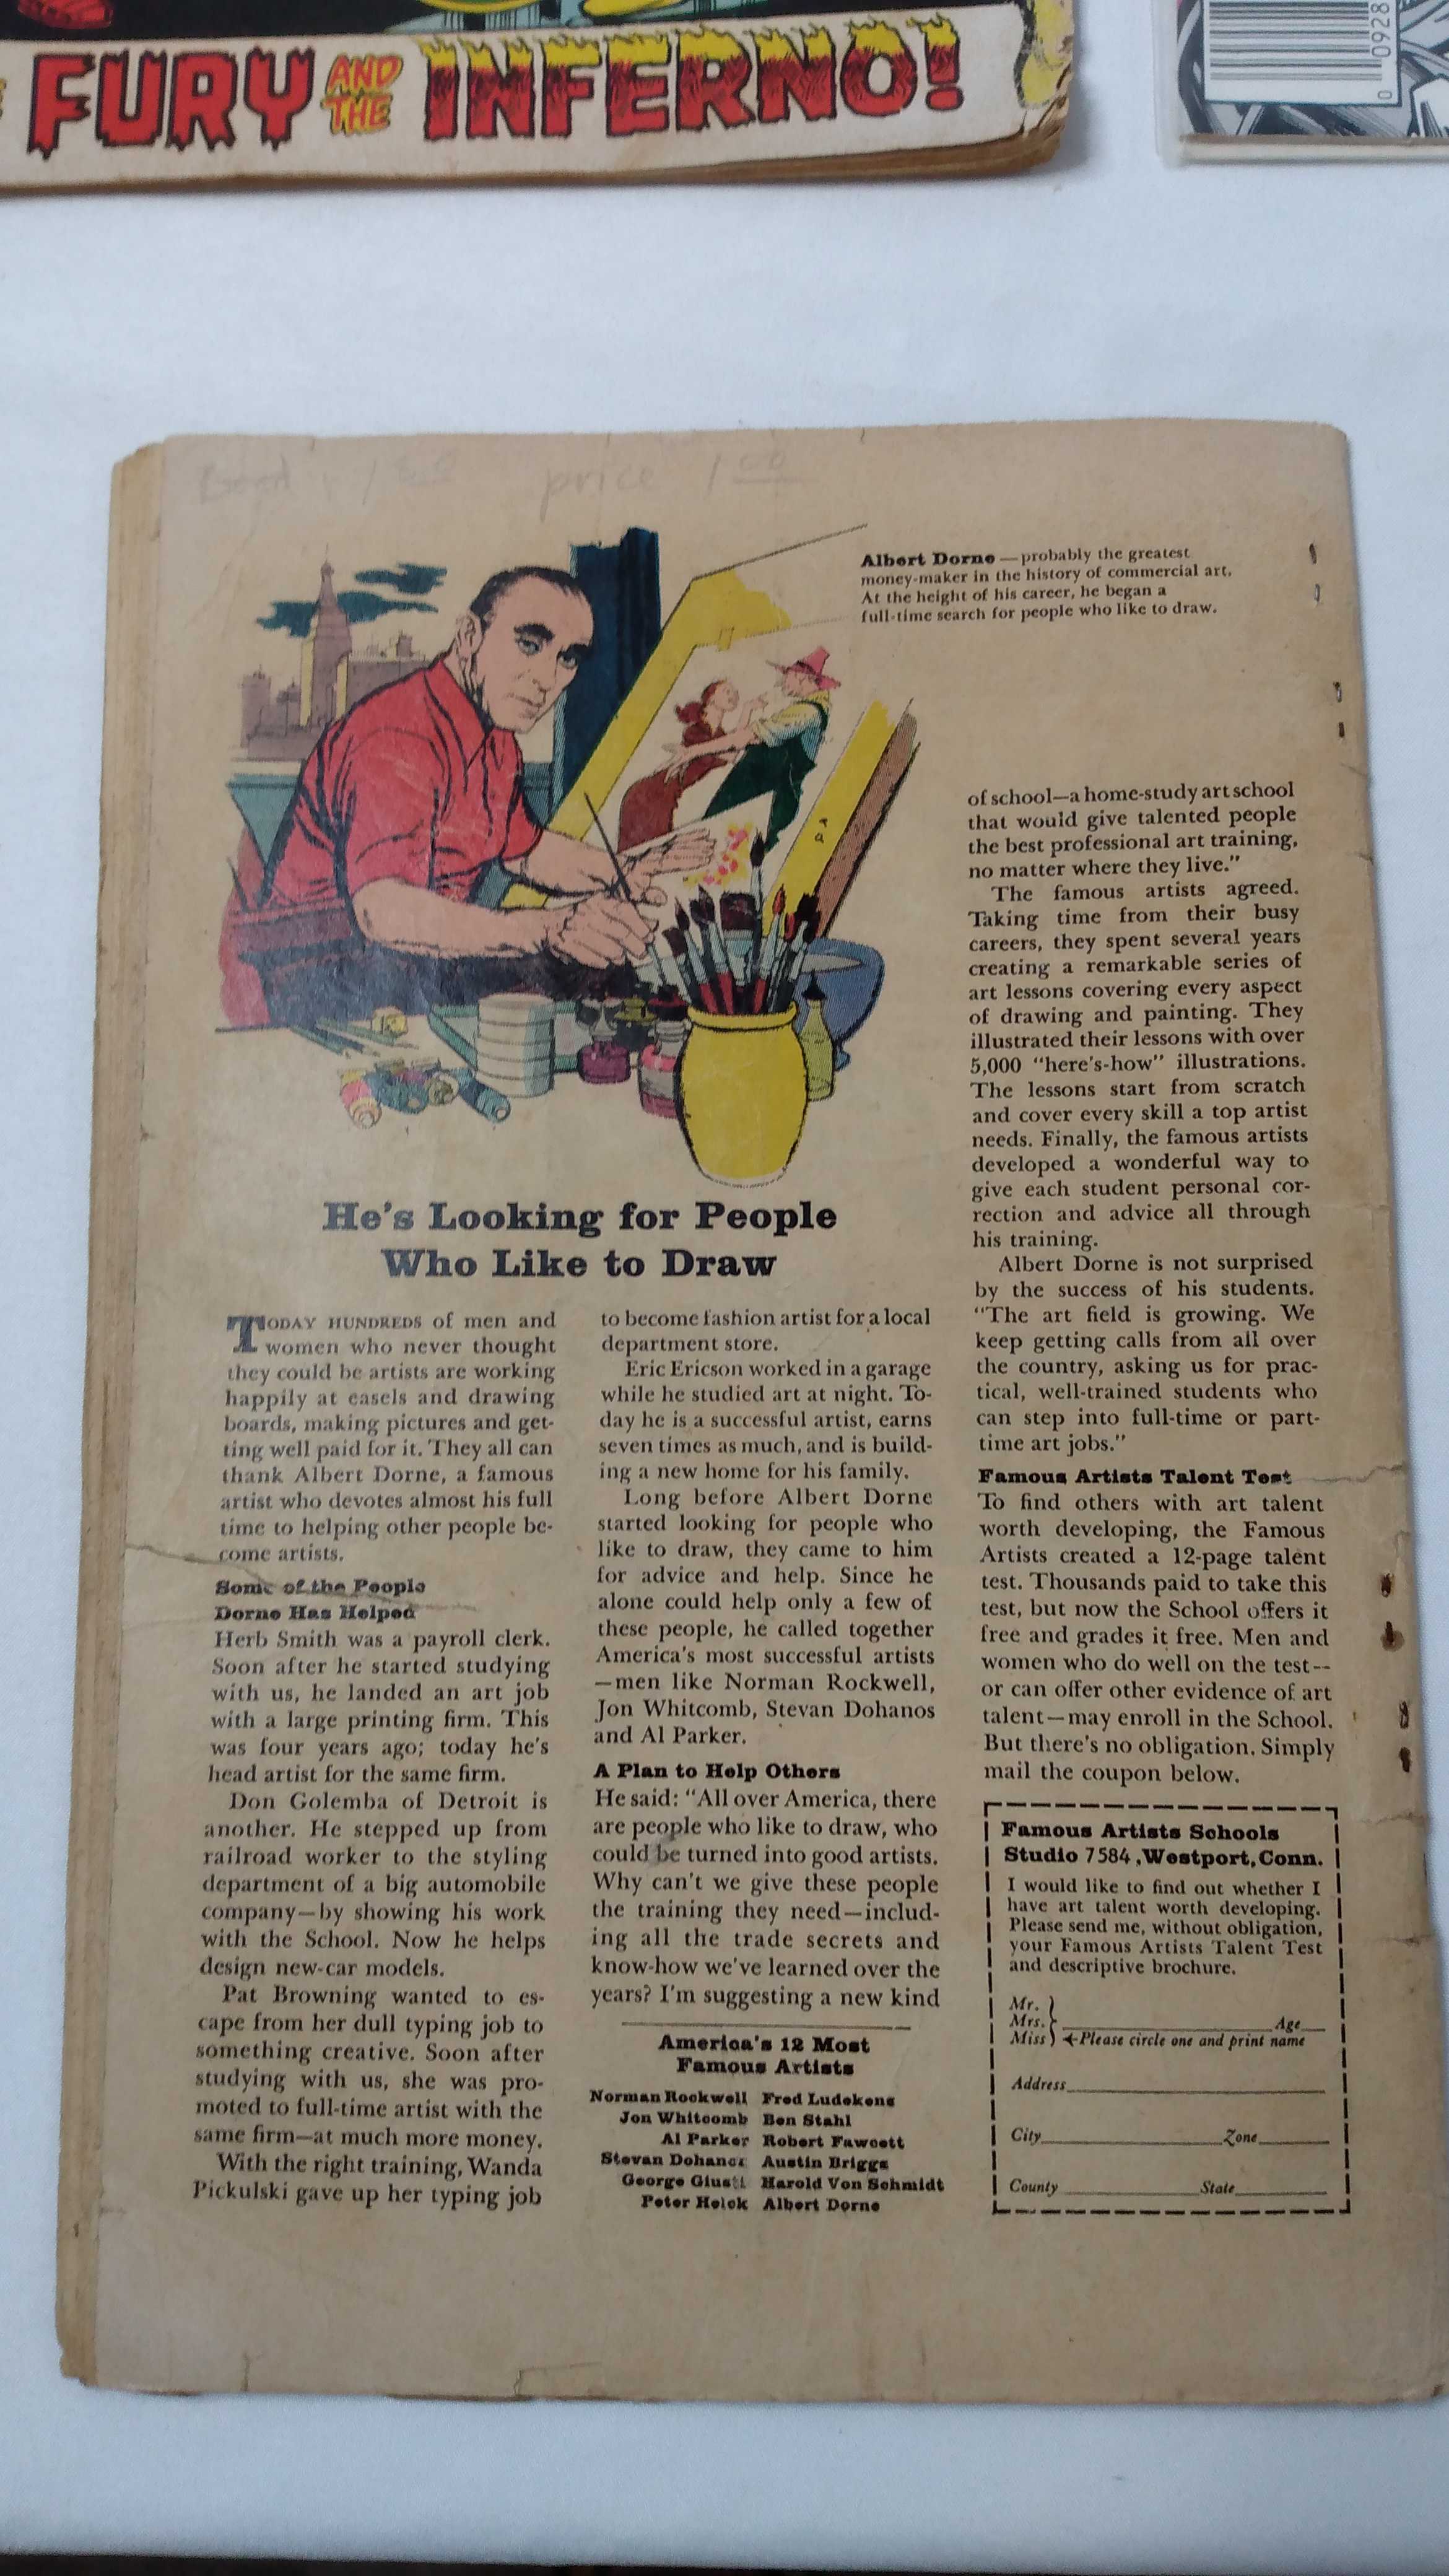 FURY AND THE INFERNO!
0 0928
price 1 00
Albert Dorne—probably the greatest
money-maker in the history of commercial art.
At the height of his career, he began a
full-time search for people who like to draw.
He's Looking for People
Who Like to Draw
TODAY HUNDREDS of men and
women who never thought
they could be artists are working
happily at easels and drawing
boards, making pictures and get-
ting well paid for it. They all can
thank Albert Dorne, a famous
artist who devotes almost his full
time to helping other people be-
come artists.
Some of the People
Dorne Has Helped
Herb Smith was a payroll clerk.
Soon after he started studying
with us, he landed an art job
with a large printing firm. This
was four years ago; today he's
head artist for the same firm.
Don Golemba of Detroit is
another. He stepped up from
railroad worker to the styling
department of a big automobile
company—by showing his work
with the School. Now he helps
design new-car models.
Pat Browning wanted to es-
cape from her dull typing job to
something creative. Soon after
studying with us, she was pro-
moted to full-time artist with the
same firm—at much more money.
With the right training, Wanda
Pickulski gave up her typing job
to become fashion artist for a local
department store.
Eric Ericson worked in a garage
while he studied art at night. To-
day he is a successful artist, earns
seven times as much, and is build-
ing a new home for his family.
Long before Albert Dorne
started looking for people who
like to draw, they came to him
for advice and help. Since he
alone could help only a few of
these people, he called together
America's most successful artists
—men like Norman Rockwell,
Jon Whitcomb, Stevan Dohanos
and Al Parker.
A Plan to Help Others
He said: "All over America, there
are people who like to draw, who
could be turned into good artists.
Why can't we give these people
the training they need—includ-
ing all the trade secrets and
know-how we've learned over the
years? I'm suggesting a new kind
America's 12 Most
Famous Artists
Norman Rockwell Fred Ludekens
Jon Whitcomb Ben Stahl
Al Parker Robert Fawcett
Stevan Dohanos Austin Briggs
George Giusti Harold Von Schmidt
Peter Helck Albert Dorne
of school—a home-study art school
that would give talented people
the best professional art training,
no matter where they live."
The famous artists agreed.
Taking time from their busy
careers, they spent several years
creating a remarkable series of
art lessons covering every aspect
of drawing and painting. They
illustrated their lessons with over
5,000 "here's-how" illustrations.
The lessons start from scratch
and cover every skill a top artist
needs. Finally, the famous artists
developed a wonderful way to
give each student personal cor-
rection and advice all through
his training.
Albert Dorne is not surprised
by the success of his students.
"The art field is growing. We
keep getting calls from all over
the country, asking us for prac-
tical, well-trained students who
can step into full-time or part-
time art jobs."
Famous Artists Talent Test
To find others with art talent
worth developing, the Famous
Artists created a 12-page talent
test. Thousands paid to take this
test, but now the School offers it
free and grades it free. Men and
women who do well on the test--
or can offer other evidence of art
talent—may enroll in the School.
But there's no obligation. Simply
mail the coupon below.
Famous Artists Schools
Studio 7584, Westport, Conn.
I would like to find out whether I
have art talent worth developing.
Please send me, without obligation,
your Famous Artists Talent Test
and descriptive brochure.
Mr.
Mrs. Age
Miss Please circle one and print name
Address
City Zone
County State